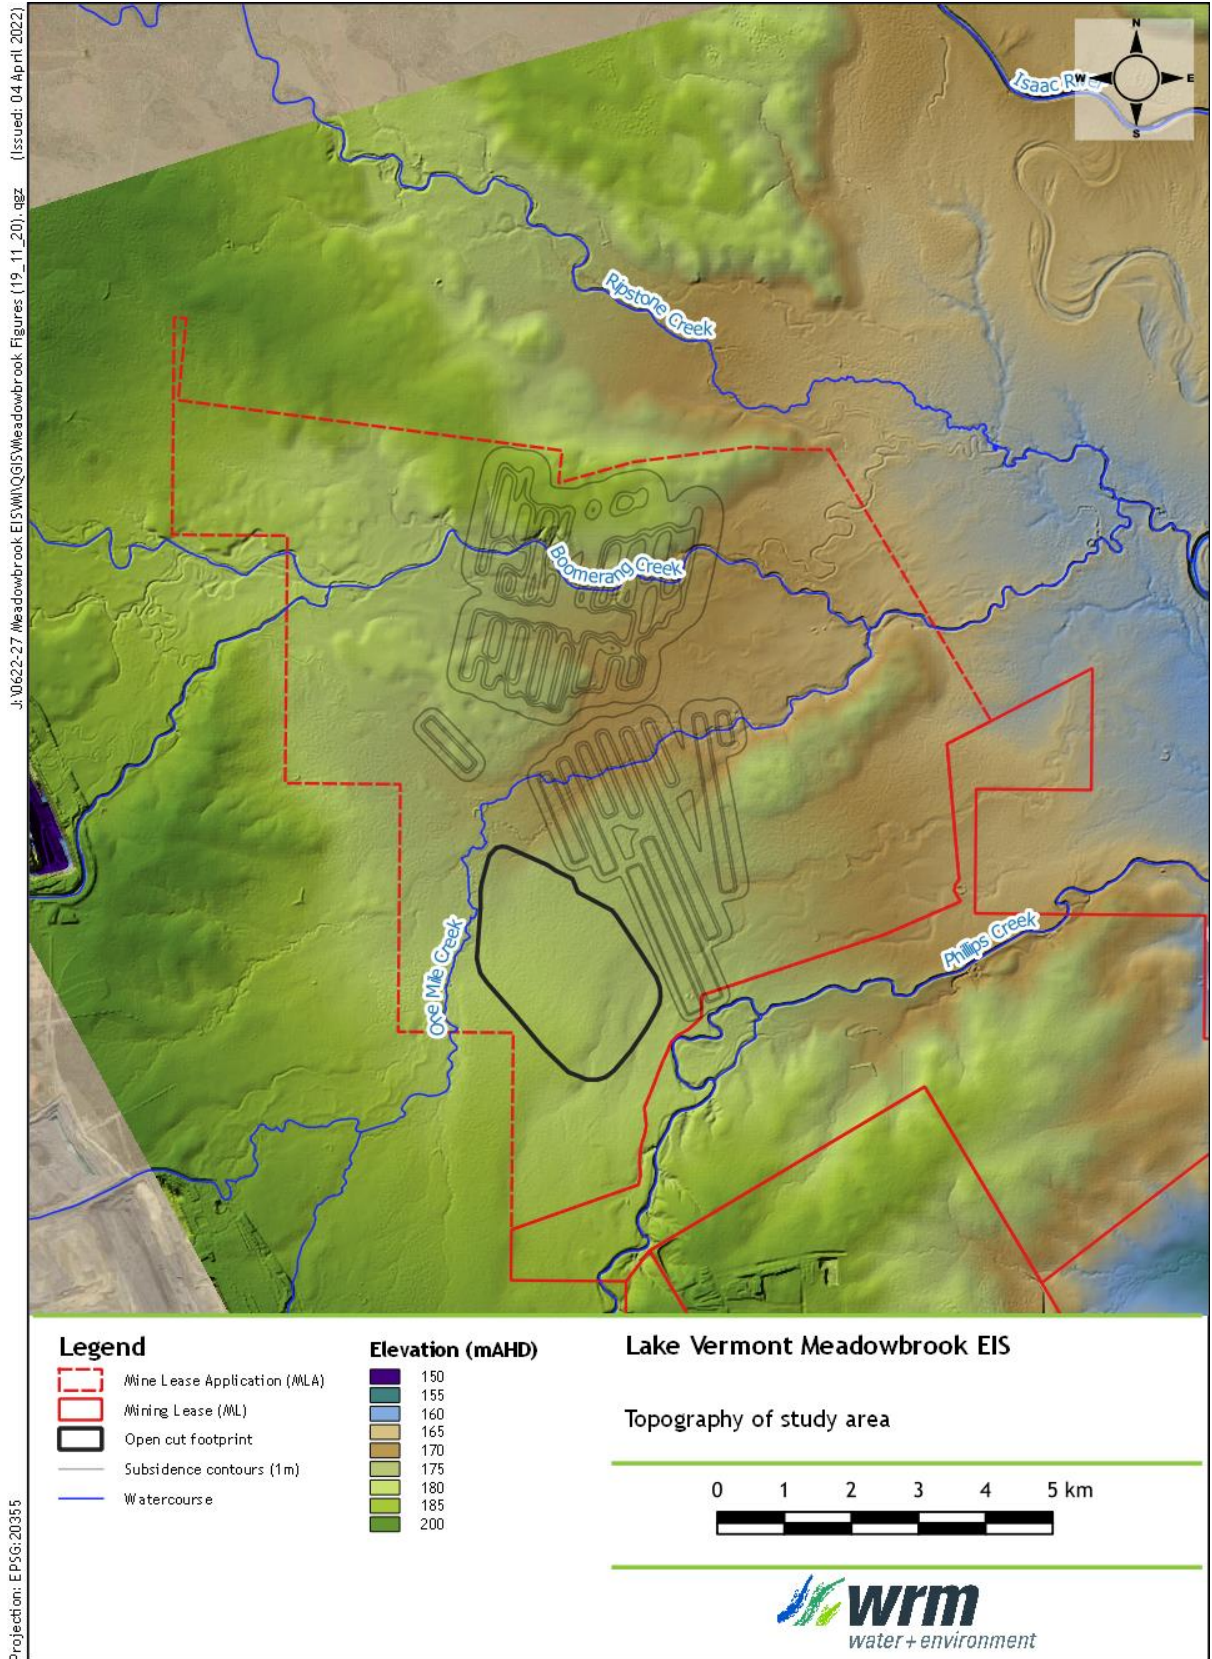 J:\0622-27 Meadowbrook EIS\WI\QGIS\Meadowbrook Figures (19_11_20).qgz (Issued: 04 April 2022)
Projection: EPSG:20355
N
W
E
S
Isaac River
Ripstone Creek
Boomerang Creek
One Mile Creek
Phillips Creek
Legend
Mine Lease Application (MLA)
Mining Lease (ML)
Open cut footprint
Subsidence contours (1m)
Watercourse
Elevation (mAHD)
150
155
160
165
170
175
180
185
200
Lake Vermont Meadowbrook EIS
Topography of study area
0 1 2 3 4 5 km
wrm
water + environment